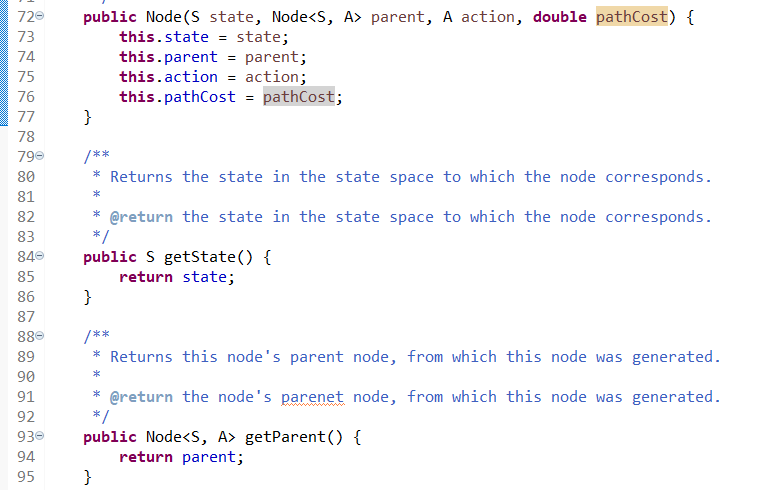 72 public Node(S state, Node<S, A> parent, A action, double pathCost) {
73 this.state = state;
74 this.parent = parent;
75 this.action = action;
76 this.pathCost = pathCost;
77 }
78
79 /**
80 * Returns the state in the state space to which the node corresponds.
81 *
82 * @return the state in the state space to which the node corresponds.
83 */
84 public S getState() {
85 return state;
86 }
87
88 /**
89 * Returns this node's parent node, from which this node was generated.
90 *
91 * @return the node's parenet node, from which this node was generated.
92 */
93 public Node<S, A> getParent() {
94 return parent;
95 }